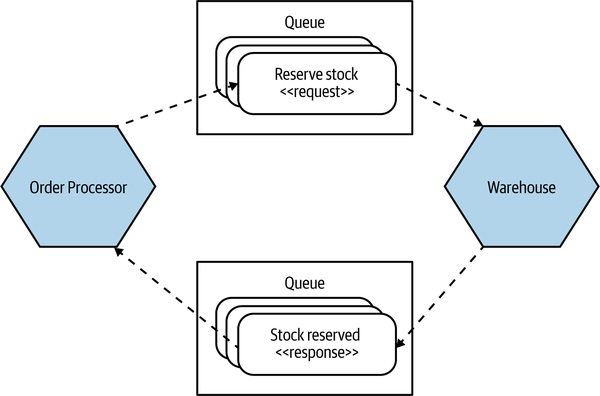 Queue
Reserve stock
<<request>>
Order Processor
Warehouse
Queue
Stock reserved
<<response>>